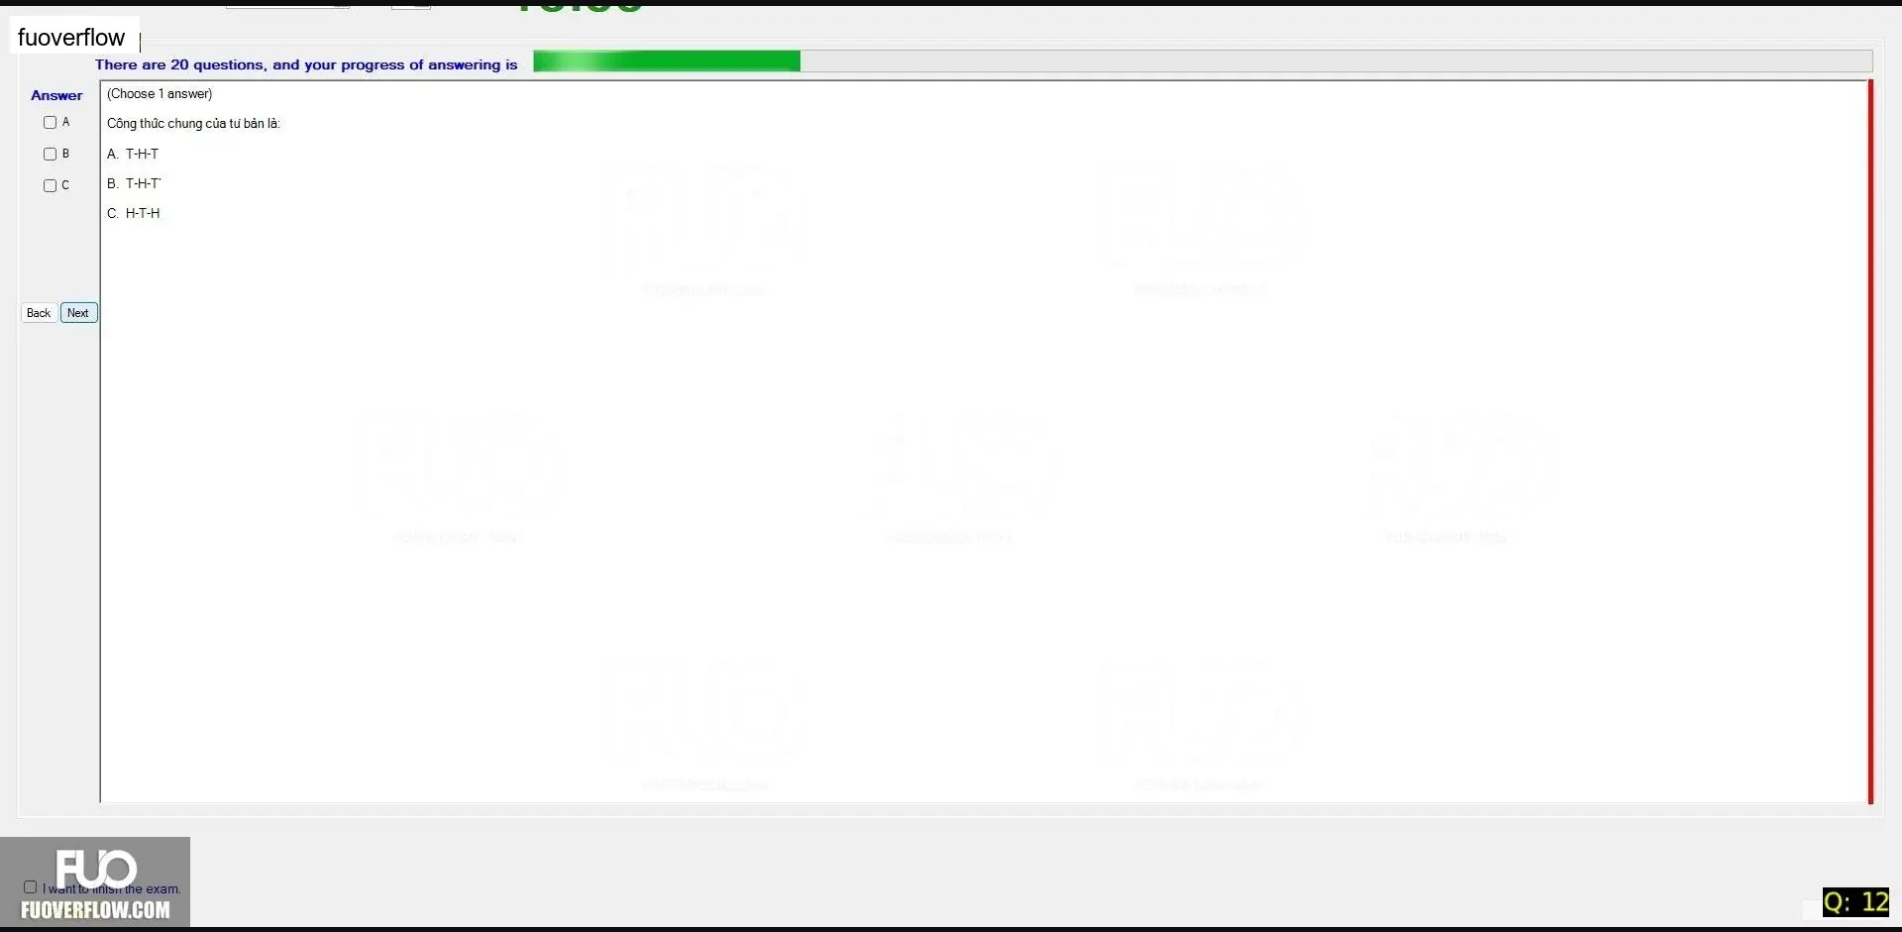 fuoverflow
There are 20 questions, and your progress of answering is
Answer
(Choose 1 answer)
A
Công thức chung của tư bản là:
B
A. T-H-T
C
B. T-H-T'
C. H-T-H
Back Next
FUO
I want to finish the exam.
FUOVERFLOW.COM
Q: 12